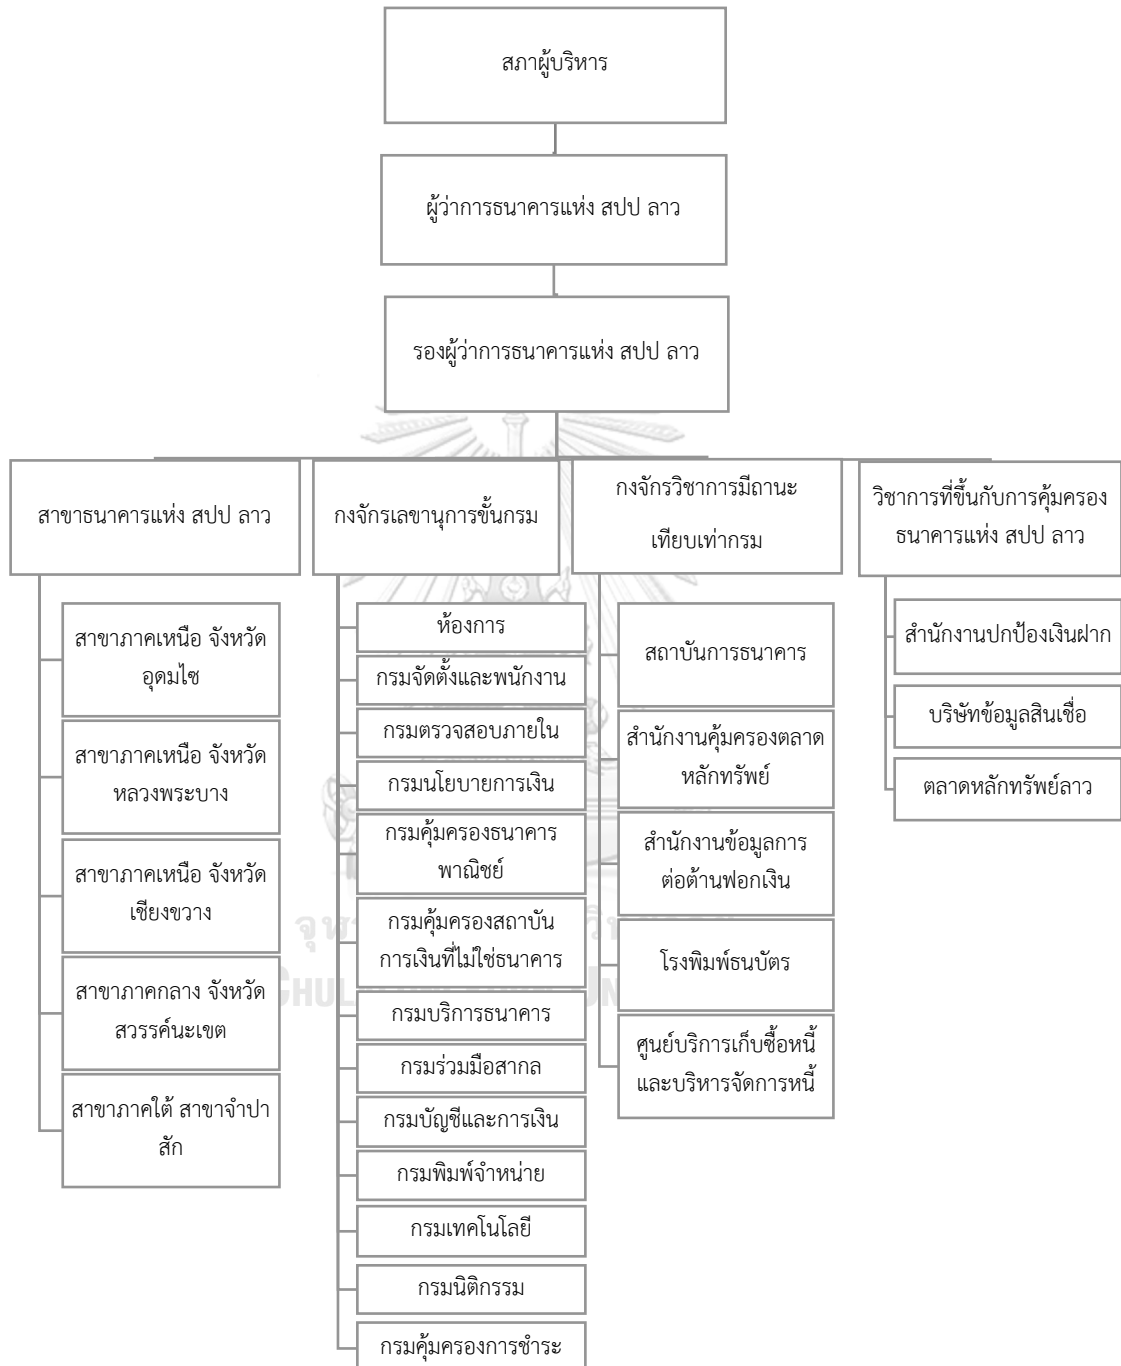 สภาผู้บริหาร
ผู้ว่าการธนาคารแห่ง สปป ลาว
รองผู้ว่าการธนาคารแห่ง สปป ลาว
สาขาธนาคารแห่ง สปป ลาว
สาขาภาคเหนือ จังหวัด
อุดมไซ
สาขาภาคเหนือ จังหวัด
หลวงพระบาง
สาขาภาคเหนือ จังหวัด
เชียงขวาง
สาขาภาคกลาง จังหวัด
สวรรค์นะเขต
สาขาภาคใต้ สาขาจำปา
สัก
กงจักรเลขานุการขั้นกรม
ห้องการ
กรมจัดตั้งและพนักงาน
กรมตรวจสอบภายใน
กรมนโยบายการเงิน
กรมคุ้มครองธนาคาร
พาณิชย์
กรมคุ้มครองสถาบัน
การเงินที่ไม่ใช่ธนาคาร
กรมบริการธนาคาร
กรมร่วมมือสากล
กรมบัญชีและการเงิน
กรมพิมพ์จำหน่าย
กรมเทคโนโลยี
กรมนิติกรรม
กรมคุ้มครองการชำระ
กงจักรวิชาการมีถานะ
เทียบเท่ากรม
สถาบันการธนาคาร
สำนักงานคุ้มครองตลาด
หลักทรัพย์
สำนักงานข้อมูลการ
ต่อต้านฟอกเงิน
โรงพิมพ์ธนบัตร
ศูนย์บริการเก็บซื้อหนี้
และบริหารจัดการหนี้
วิชาการที่ขึ้นกับการคุ้มครอง
ธนาคารแห่ง สปป ลาว
สำนักงานปกป้องเงินฝาก
บริษัทข้อมูลสินเชื่อ
ตลาดหลักทรัพย์ลาว